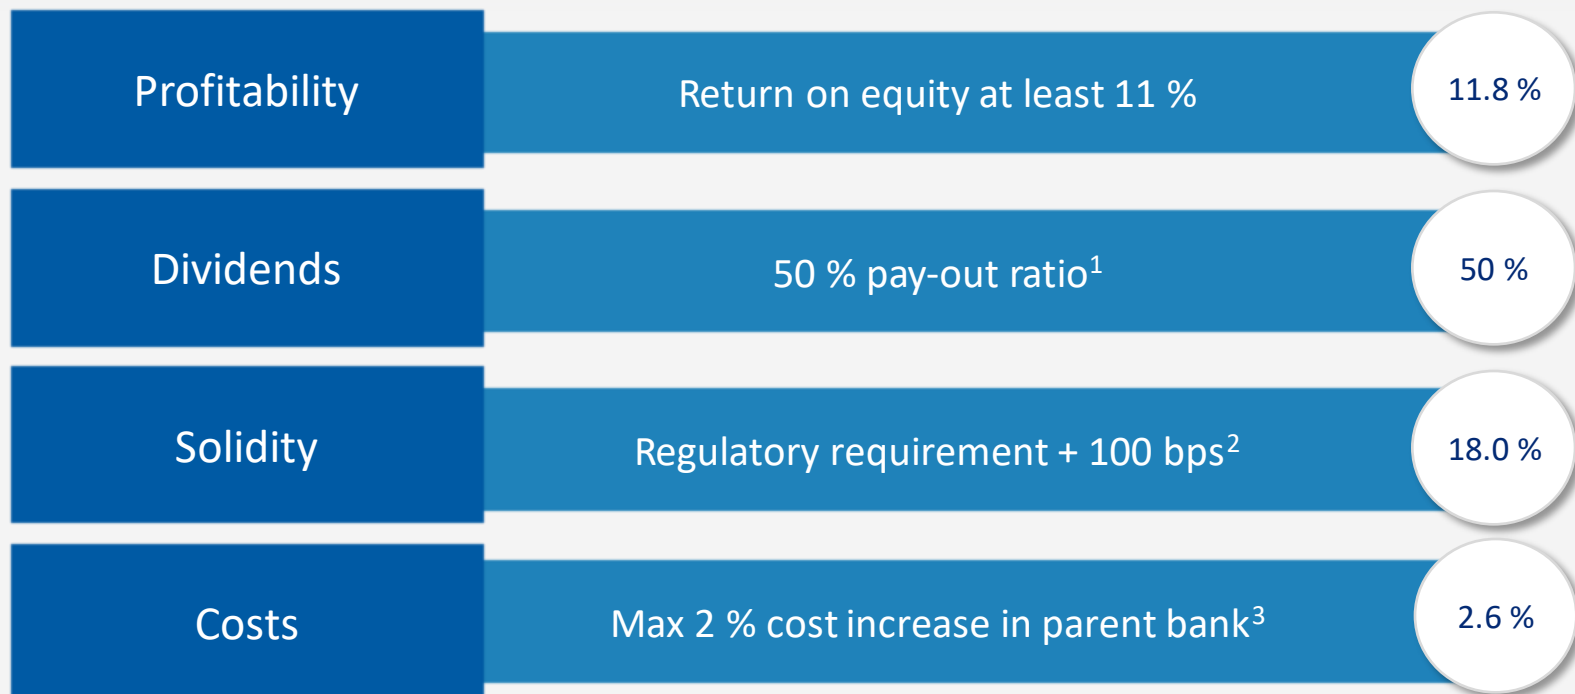 Profitability
Return on equity at least 11 %
11.8 %
Dividends
50 % pay-out ratio¹
50 %
Solidity
Regulatory requirement + 100 bps²
18.0 %
Costs
Max 2 % cost increase in parent bank³
2.6 %